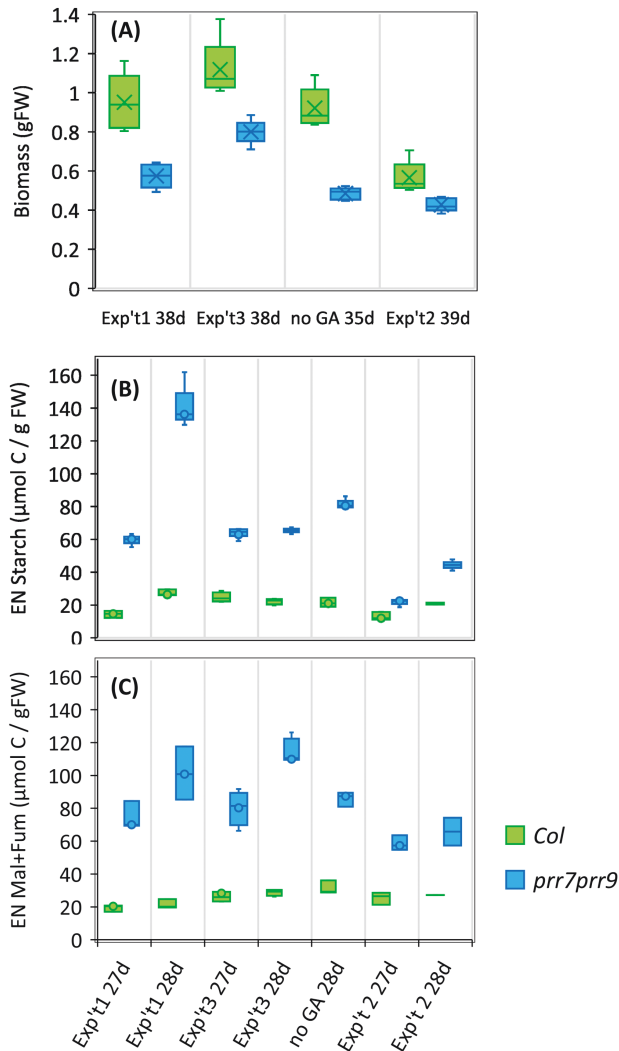 (A)
Biomass (gFW)
1.4
1.2
1
0.8
0.6
0.4
0.2
0
Exp't1 38d
Exp't3 38d
no GA 35d
Exp't2 39d
(B)
EN Starch (µmol C / g FW)
160
140
120
100
80
60
40
20
0
(C)
EN Mal+Fum (µmol C / gFW)
160
140
120
100
80
60
40
20
0
Exp't1 27d
Exp't1 28d
Exp't3 27d
Exp't3 28d
no GA 28d
Exp't 2 27d
Exp't 2 28d
Col
prr7prr9